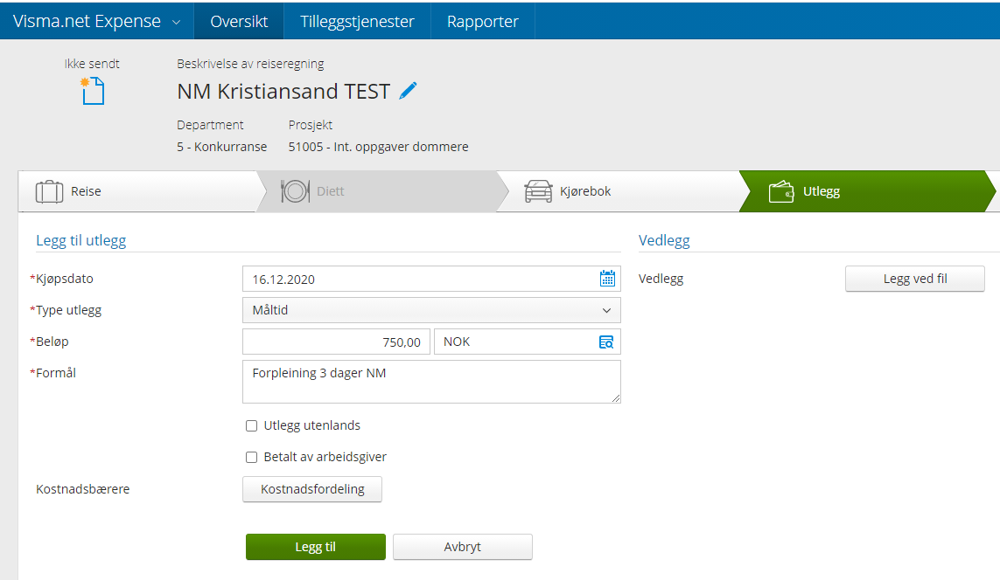 Visma.net Expense Oversikt Tilleggstjenester Rapporter
Ikke sendt
Beskrivelse av reiseregning
NM Kristiansand TEST
Department Prosjekt
5 - Konkurranse 51005 - Int. oppgaver dommere
Reise Diett Kjørebok Utlegg
Legg til utlegg
*Kjøpsdato 16.12.2020
*Type utlegg Måltid
*Beløp 750,00 NOK
*Formål Forpleining 3 dager NM
Utlegg utenlands
Betalt av arbeidsgiver
Kostnadsbærere Kostnadsfordeling
Legg til Avbryt
Vedlegg
Vedlegg Legg ved fil